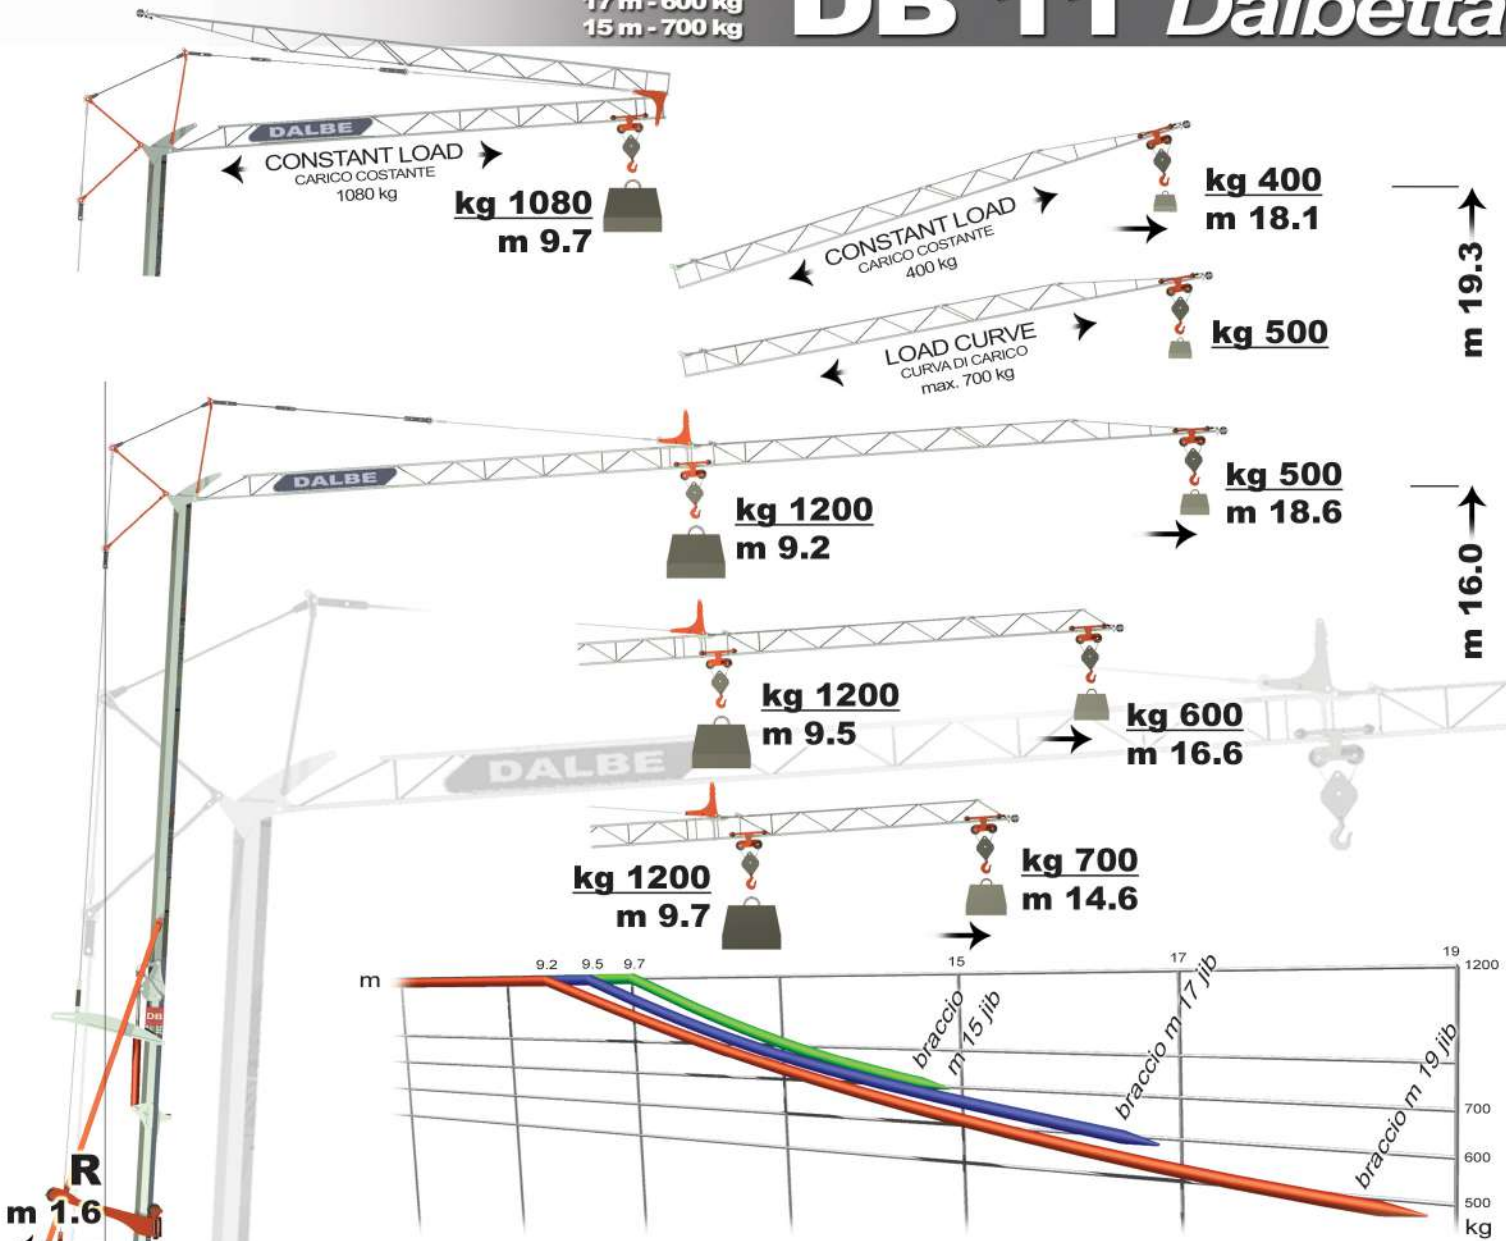 17 m - 600 kg
15 m - 700 kg
DB 11 Dalbetta
DALBE
CONSTANT LOAD
CARICO COSTANTE
1080 kg
kg 1080
m 9.7
CONSTANT LOAD
CARICO COSTANTE
400 kg
kg 400
m 18.1
m 19.3
LOAD CURVE
CURVA DI CARICO
max. 700 kg
kg 500
DALBE
kg 1200
m 9.2
kg 500
m 18.6
m 16.0
kg 1200
m 9.5
kg 600
m 16.6
DALBE
kg 1200
m 9.7
kg 700
m 14.6
m
9.2
9.5
9.7
15
17
19
1200
braccio
m 15 jib
braccio m 17 jib
braccio m 19 jib
700
600
500
kg
DB
R
m 1.6